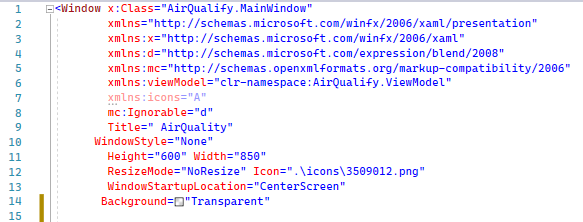 1 <Window x:Class="AirQualify.MainWindow"
2 xmlns="http://schemas.microsoft.com/winfx/2006/xaml/presentation"
3 xmlns:x="http://schemas.microsoft.com/winfx/2006/xaml"
4 xmlns:d="http://schemas.microsoft.com/expression/blend/2008"
5 xmlns:mc="http://schemas.openxmlformats.org/markup-compatibility/2006"
6 xmlns:viewModel="clr-namespace:AirQualify.ViewModel"
7 xmlns:icons="A"
8 mc:Ignorable="d"
9 Title=" AirQuality"
10 WindowStyle="None"
11 Height="600" Width="850"
12 ResizeMode="NoResize" Icon=".\icons\3509012.png"
13 WindowStartupLocation="CenterScreen"
14 Background="Transparent"
15